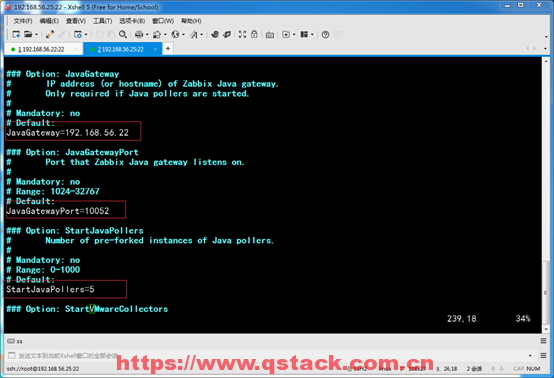 192.168.56.25:22 - Xshell 5 (Free for Home/School)
文件(F) 编辑(E) 查看(V) 工具(T) 选项卡(B) 窗口(W) 帮助(H)
1 192.168.56.22:22 2 192.168.56.25:22 +
### Option: JavaGateway
# IP address (or hostname) of Zabbix Java gateway.
# Only required if Java pollers are started.
#
# Mandatory: no
# Default:
JavaGateway=192.168.56.22
### Option: JavaGatewayPort
# Port that Zabbix Java gateway listens on.
#
# Mandatory: no
# Range: 1024-32767
# Default:
JavaGatewayPort=10052
### Option: StartJavaPollers
# Number of pre-forked instances of Java pollers.
#
# Mandatory: no
# Range: 0-1000
# Default:
StartJavaPollers=5
### Option: StartVMwareCollectors
239,18 34%
ss
发送文本到当前Xshell窗口的全部会话
https://www.qstack.com.cn
ssh://root@192.168.56.25:22 26,18 2 会话 CAP NUM